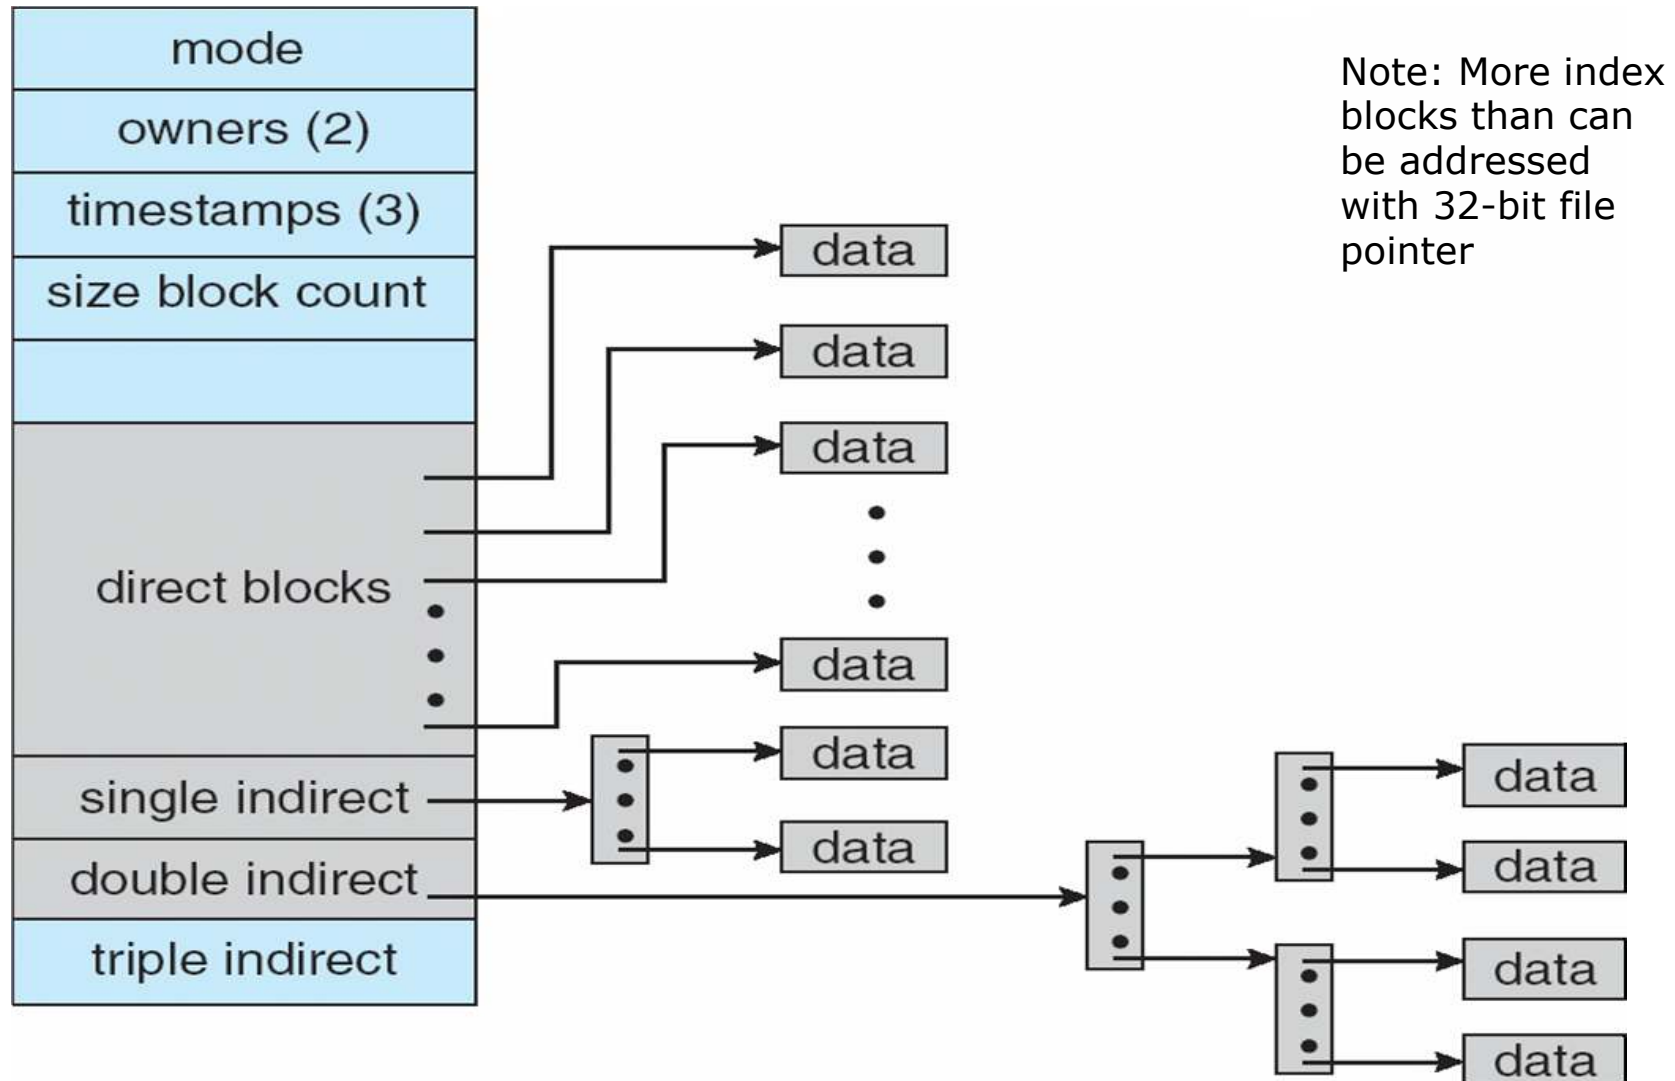 mode
owners (2)
timestamps (3)
size block count
direct blocks
single indirect
double indirect
triple indirect
data
data
data
data
data
data
data
data
data
data
Note: More index
blocks than can
be addressed
with 32-bit file
pointer